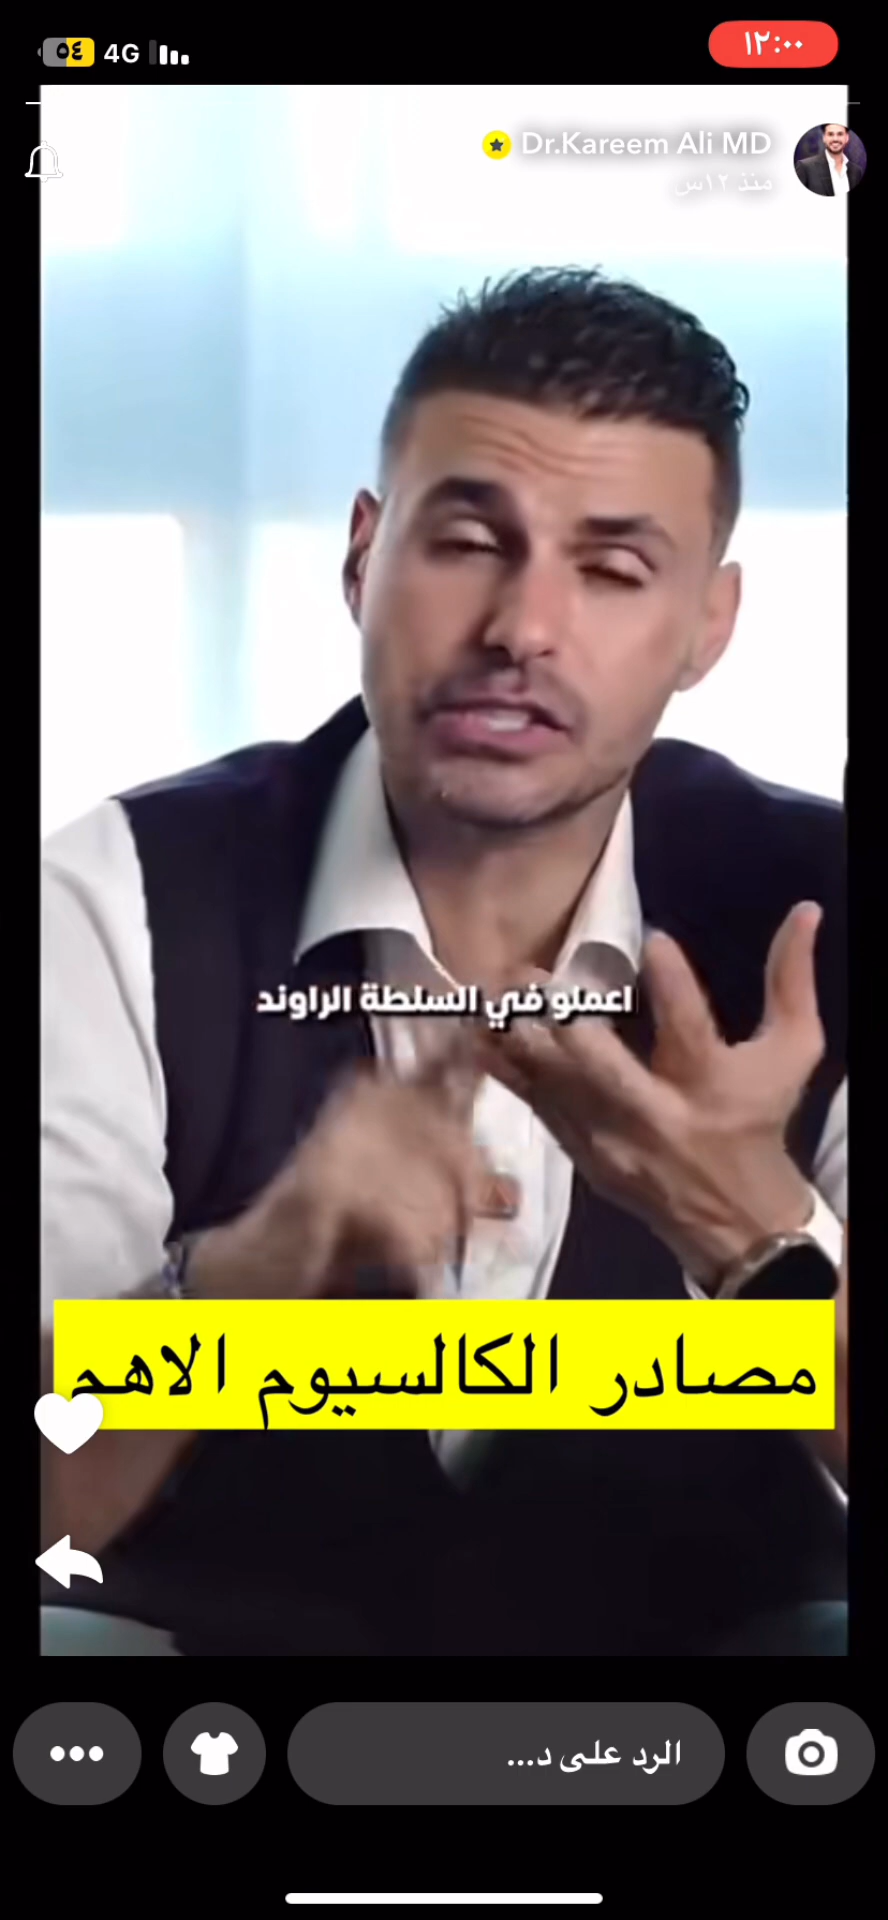 ١٢:٠٠
4G ٥٤
Dr.Kareem Ali MD
منذ ١٢س
اعملو في السلطة الراوند
مصادر الكالسيوم الاهم
الرد على د...